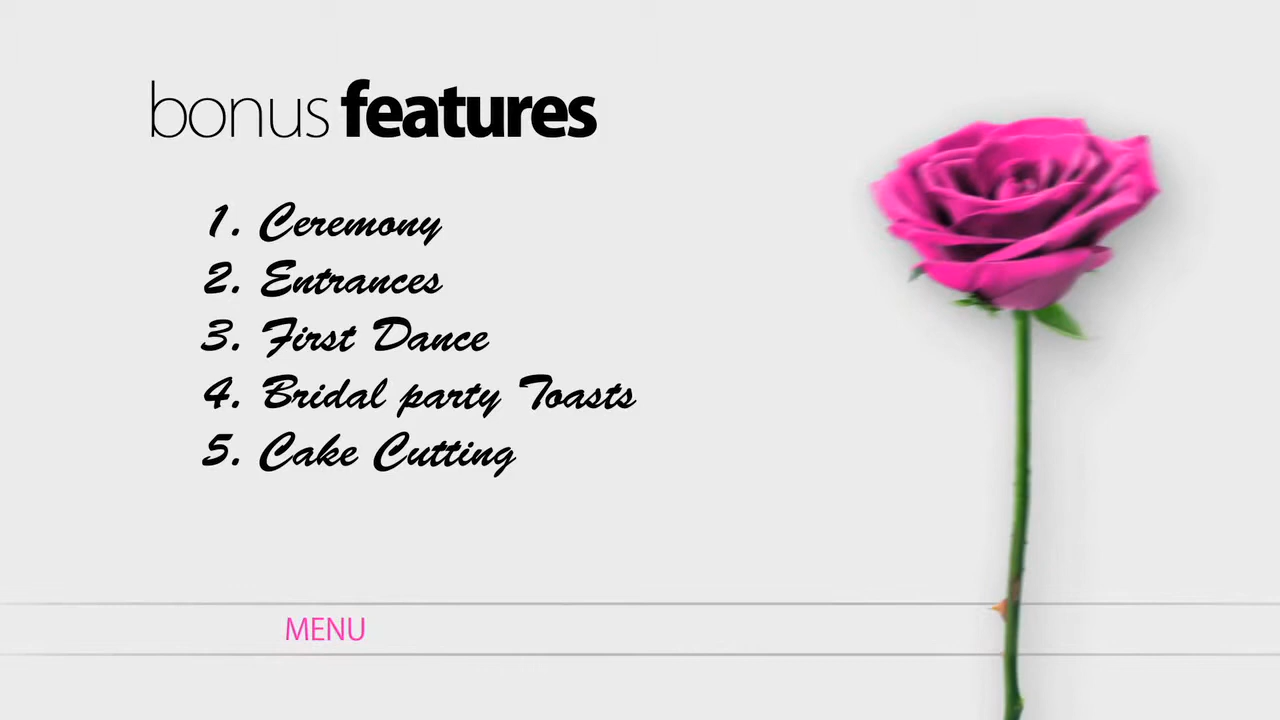 bonus features
1. Ceremony
2. Entrances
3. First Dance
4. Bridal party Toasts
5. Cake Cutting
MENU